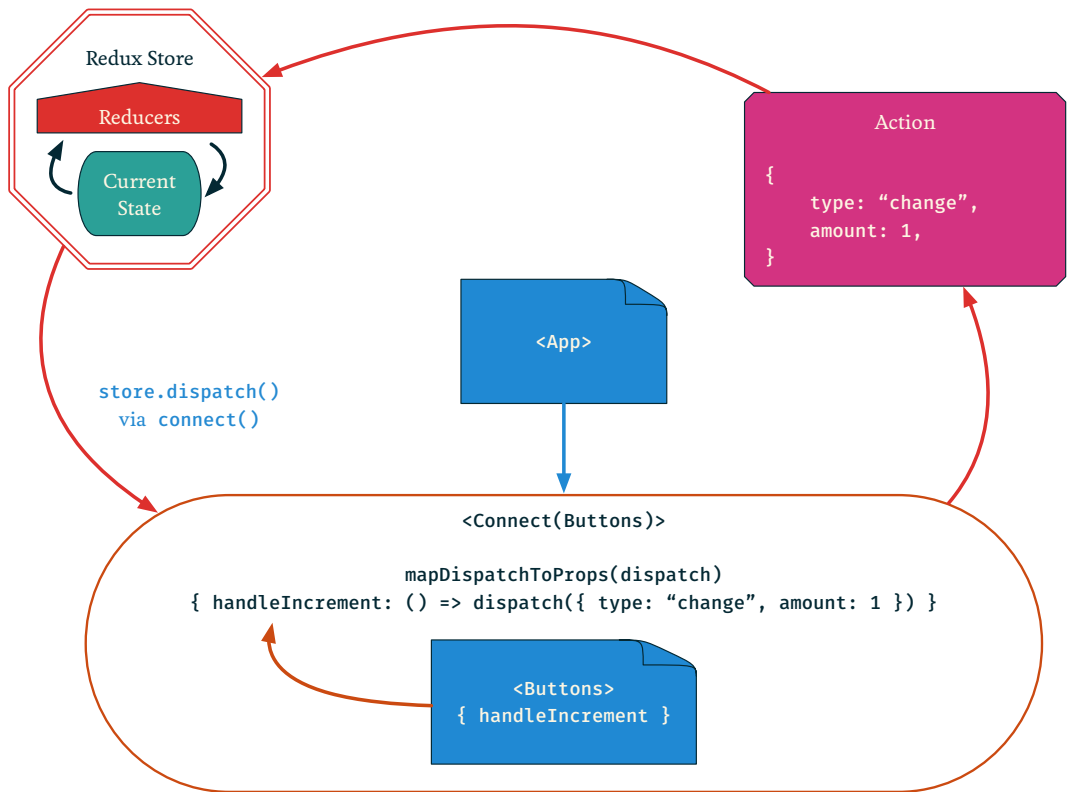 Redux Store
Reducers
Current
State
Action
{
type: “change”,
amount: 1,
}
<App>
store.dispatch()
via connect()
<Connect(Buttons)>
mapDispatchToProps(dispatch)
{ handleIncrement: () => dispatch({ type: “change”, amount: 1 }) }
<Buttons>
{ handleIncrement }